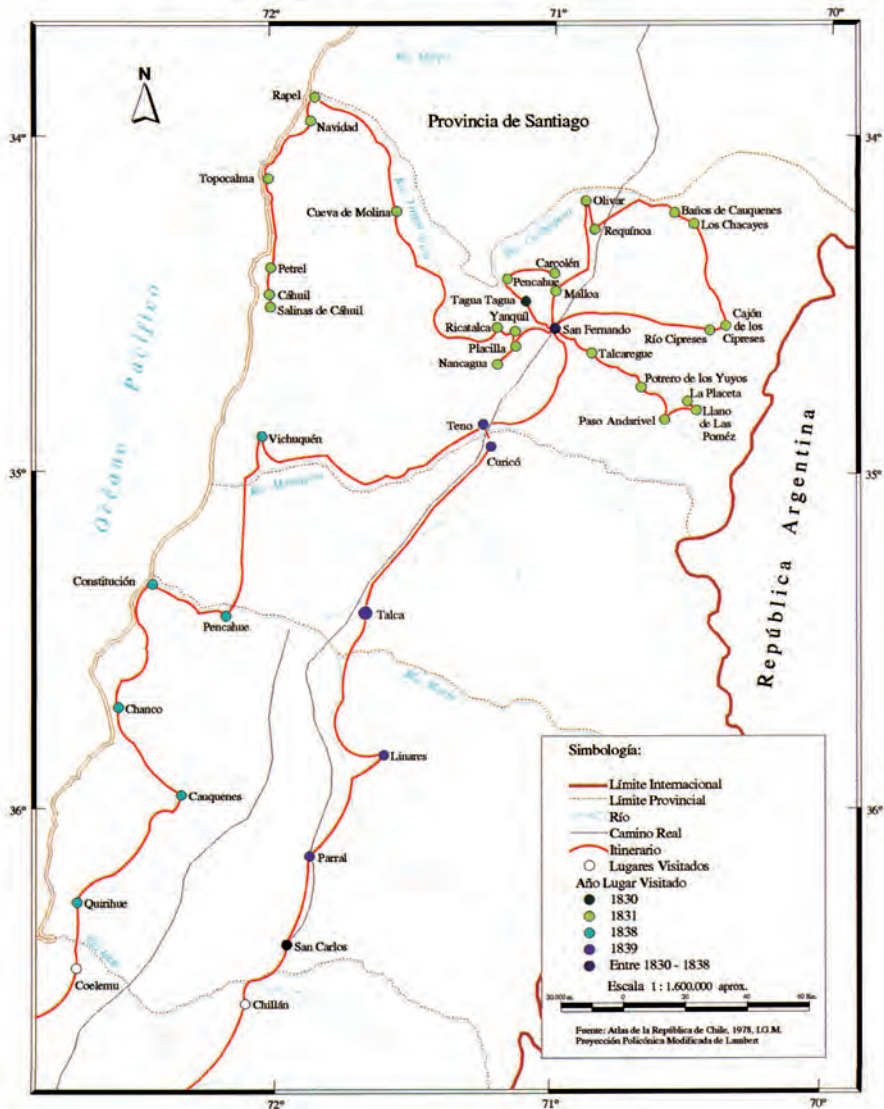 72°
71°
70°
N
Rapel
Navidad
Provincia de Santiago
34°
34°
Topocalma
Cueva de Molina
Olivar
Baños de Cauquenes
Requínoa
Los Chacayes
Petrel
Carcolén
Pencahue
Cáhuil
Tagua Tagua
Malloa
Salinas de Cáhuil
Yanquil
Ricatalca
San Fernando
Río Cipreses
Cajón
de los
Cipreses
Placilla
Talcaregue
Nancagua
Potrero de los Yuyos
La Placeta
Paso Andarivel
Llano
de Las
Poméz
Teno
Vichuquén
Curicó
35°
35°
Océano Pacífico
República Argentina
Constitución
Pencahue
Talca
Chanco
Linares
Cauquenes
36°
36°
Parral
Quirihue
San Carlos
Coelemu
Chillán
Simbología:
Límite Internacional
Límite Provincial
Río
Camino Real
Itinerario
Lugares Visitados
Año Lugar Visitado
1830
1831
1838
1839
Entre 1830 - 1838
Escala 1 : 1.600.000 aprox.
0
30
40
60 Km.
Fuente: Atlas de la República de Chile, 1978, I.G.M.
Proyección Policónica Modificada de Lambert
72°
71°
70°